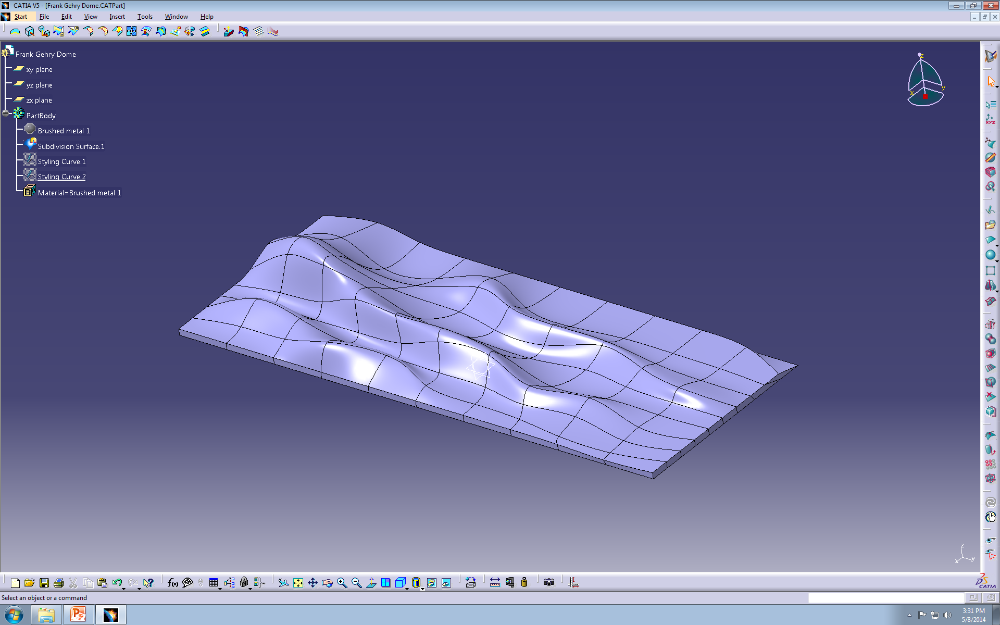 CATIA V5 - [Frank Gehry Dome.CATPart]
Start File Edit View Insert Tools Window Help
Frank Gehry Dome
xy plane
yz plane
zx plane
PartBody
Brushed metal 1
Subdivision Surface.1
Styling Curve.1
Styling Curve.2
Material=Brushed metal 1
z
y
x
XYZ
z
x y
f(x)
CATIA
Select an object or a command
3:31 PM
5/8/2014